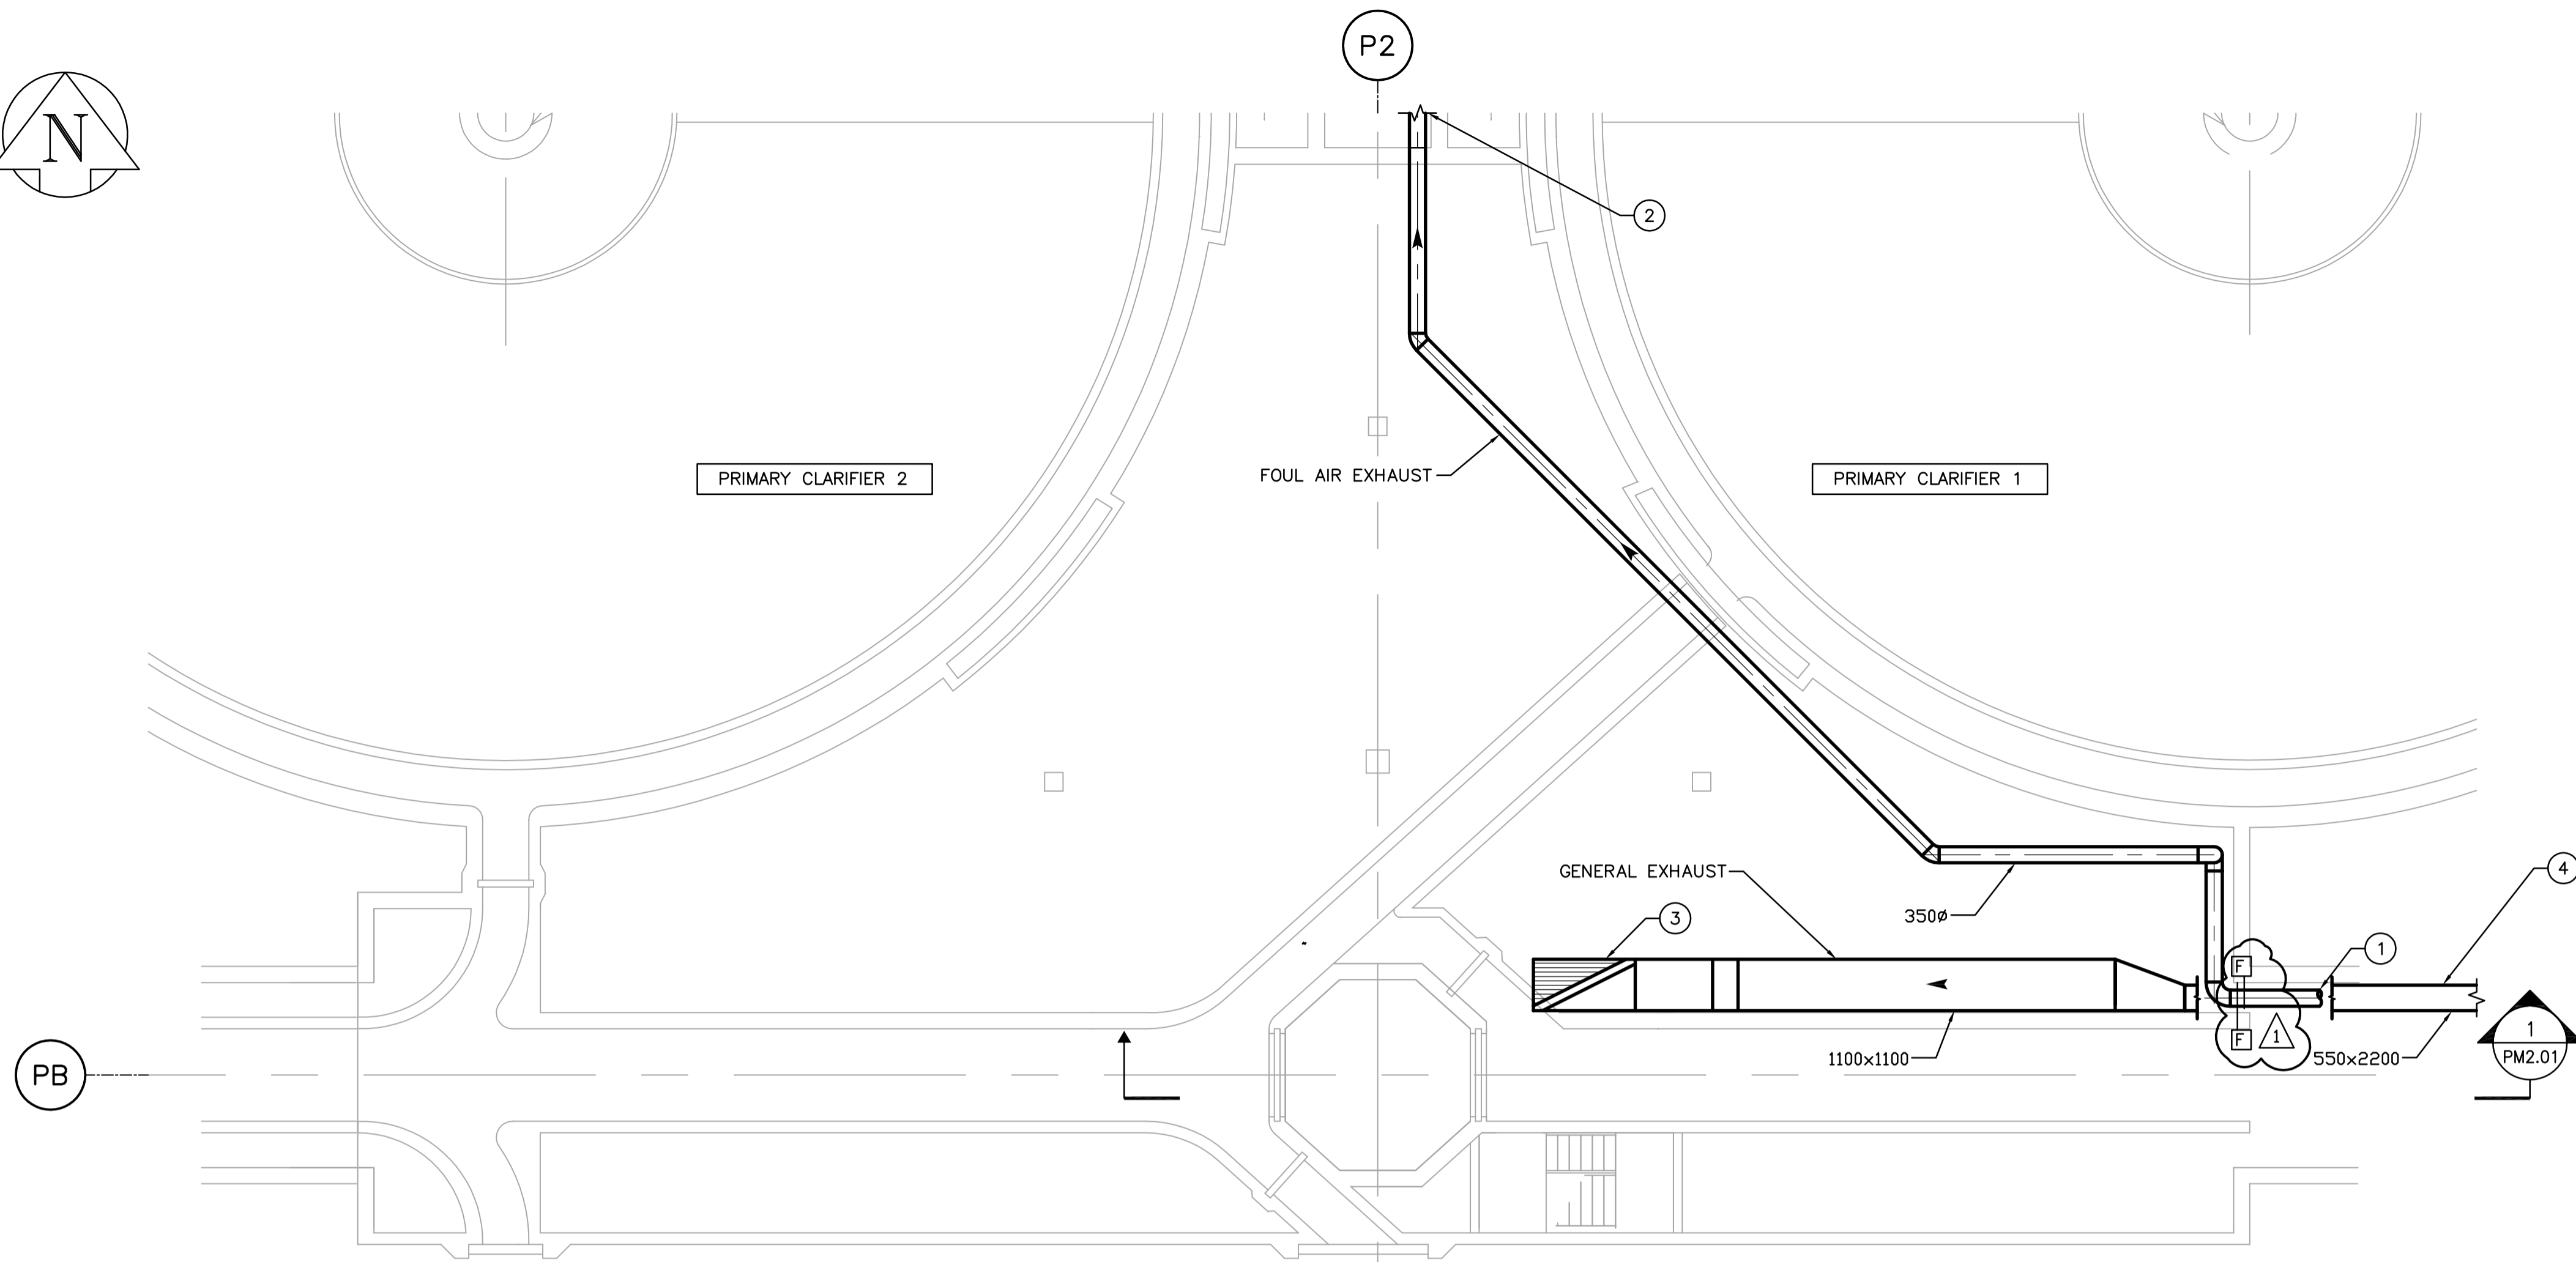 P2
N
2
FOUL AIR EXHAUST
PRIMARY CLARIFIER 2
PRIMARY CLARIFIER 1
GENERAL EXHAUST
4
350ø
3
1
F
F
1
1
1100x1100
550x2200
PM2.01
PB